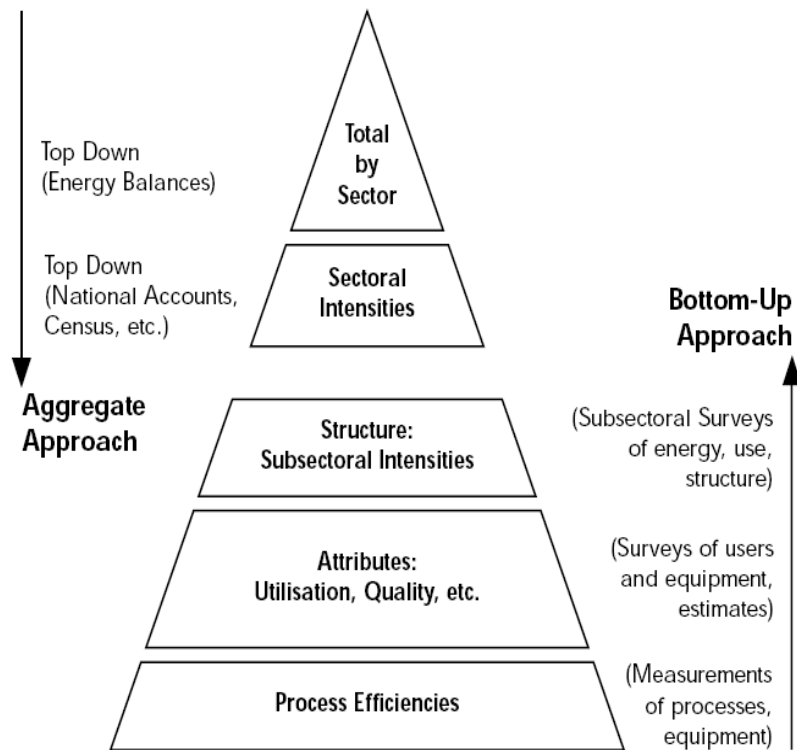 Total
by
Sector
Top Down
(Energy Balances)
Sectoral
Intensities
Top Down
(National Accounts,
Census, etc.)
Bottom-Up
Approach
Aggregate
Approach
Structure:
Subsectoral Intensities
(Subsectoral Surveys
of energy, use,
structure)
Attributes:
Utilisation, Quality, etc.
(Surveys of users
and equipment,
estimates)
Process Efficiencies
(Measurements
of processes,
equipment)